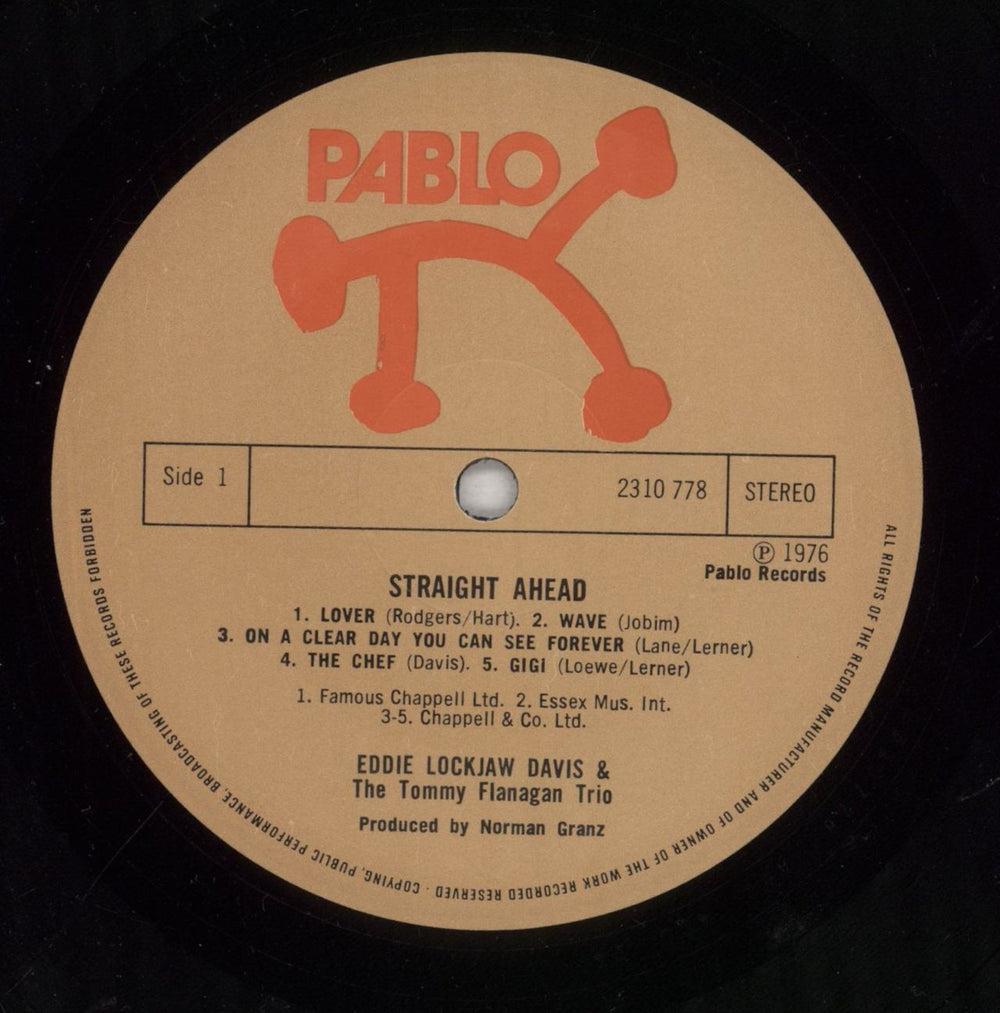 PABLO
Side 1
2310 778
STEREO
℗ 1976
Pablo Records
STRAIGHT AHEAD
1. LOVER (Rodgers/Hart). 2. WAVE (Jobim)
3. ON A CLEAR DAY YOU CAN SEE FOREVER (Lane/Lerner)
4. THE CHEF (Davis). 5. GIGI (Loewe/Lerner)
1. Famous Chappell Ltd. 2. Essex Mus. Int.
3-5. Chappell & Co. Ltd.
EDDIE LOCKJAW DAVIS &
The Tommy Flanagan Trio
Produced by Norman Granz
ALL RIGHTS OF THE RECORD MANUFACTURER AND OF OWNER OF THE WORK RECORDED RESERVED · COPYING, PUBLIC PERFORMANCE, BROADCASTING OF THESE RECORDS FORBIDDEN